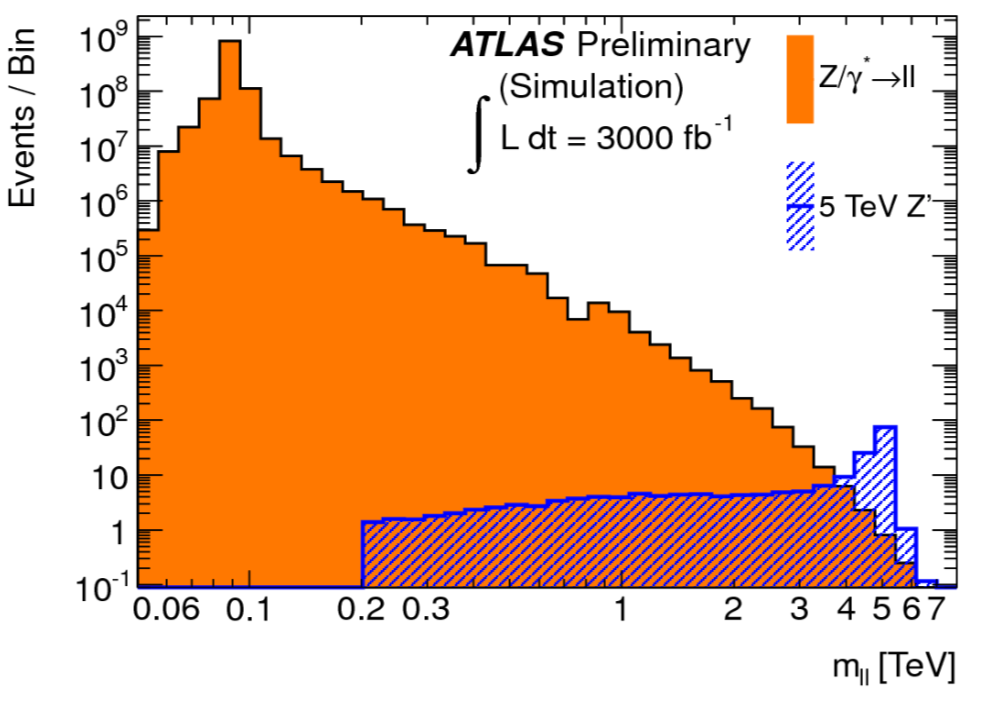 Events / Bin
10⁹
10⁸
10⁷
10⁶
10⁵
10⁴
10³
10²
10
1
10⁻¹
ATLAS Preliminary
(Simulation)
∫ L dt = 3000 fb⁻¹
Z/γ*→ll
5 TeV Z'
0.06 0.1 0.2 0.3 1 2 3 4 5 6 7
mₗₗ [TeV]